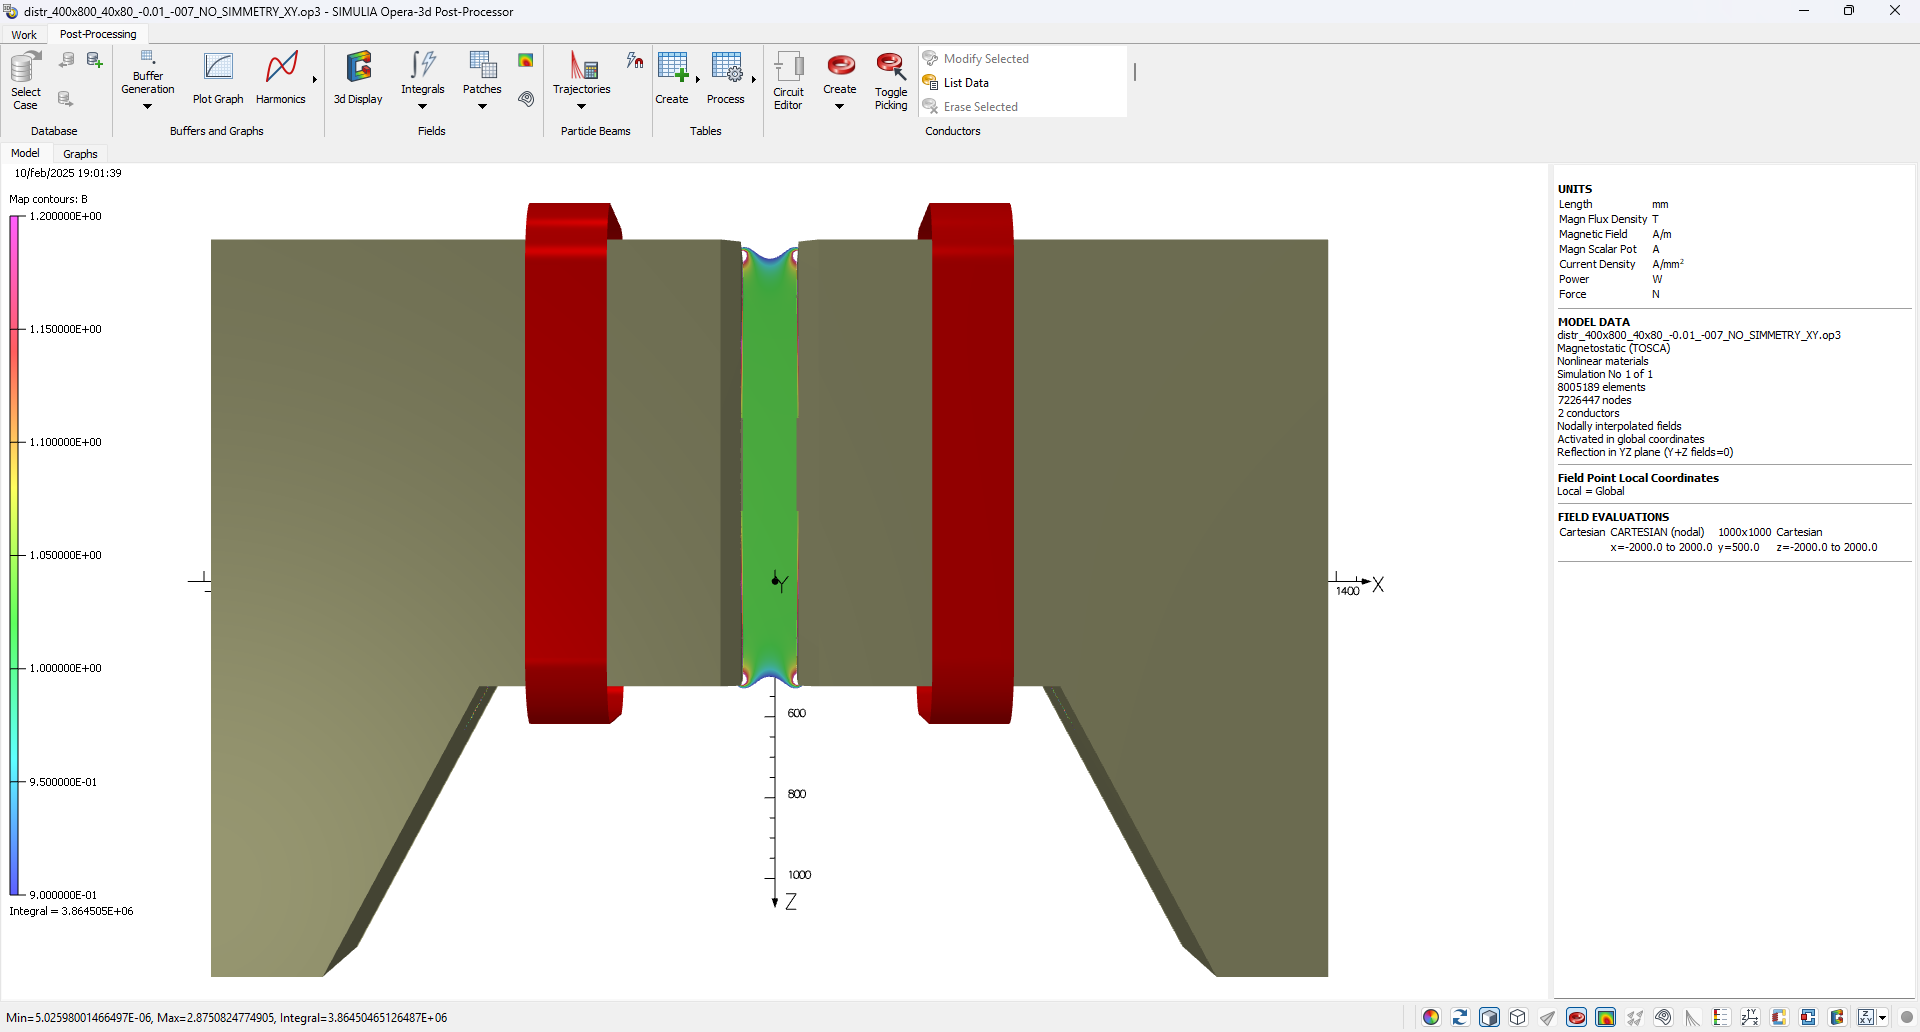 distr_400x800_40x80_-0.01_-007_NO_SIMMETRY_XY.op3 - SIMULIA Opera-3d Post-Processor
Work
Post-Processing
Select Case
Buffer Generation
Plot Graph
Harmonics
3d Display
Integrals
Patches
Trajectories
Create
Process
Circuit Editor
Create
Toggle Picking
Modify Selected
List Data
Erase Selected
Database
Buffers and Graphs
Fields
Particle Beams
Tables
Conductors
Model
Graphs
10/feb/2025 19:01:39
Map contours: B
1.200000E+00
1.150000E+00
1.100000E+00
1.050000E+00
1.000000E+00
9.500000E-01
9.000000E-01
Integral = 3.864505E+06
Y
1400
X
600
800
1000
Z
UNITS
Length mm
Magn Flux Density T
Magnetic Field A/m
Magn Scalar Pot A
Current Density A/mm²
Power W
Force N
MODEL DATA
distr_400x800_40x80_-0.01_-007_NO_SIMMETRY_XY.op3
Magnetostatic (TOSCA)
Nonlinear materials
Simulation No 1 of 1
8005189 elements
7226447 nodes
2 conductors
Nodally interpolated fields
Activated in global coordinates
Reflection in YZ plane (Y+Z fields=0)
Field Point Local Coordinates
Local = Global
FIELD EVALUATIONS
Cartesian CARTESIAN (nodal) 1000x1000 Cartesian
x=-2000.0 to 2000.0 y=500.0 z=-2000.0 to 2000.0
Min=5.02598001466497E-06, Max=2.8750824774905, Integral=3.86450465126487E+06